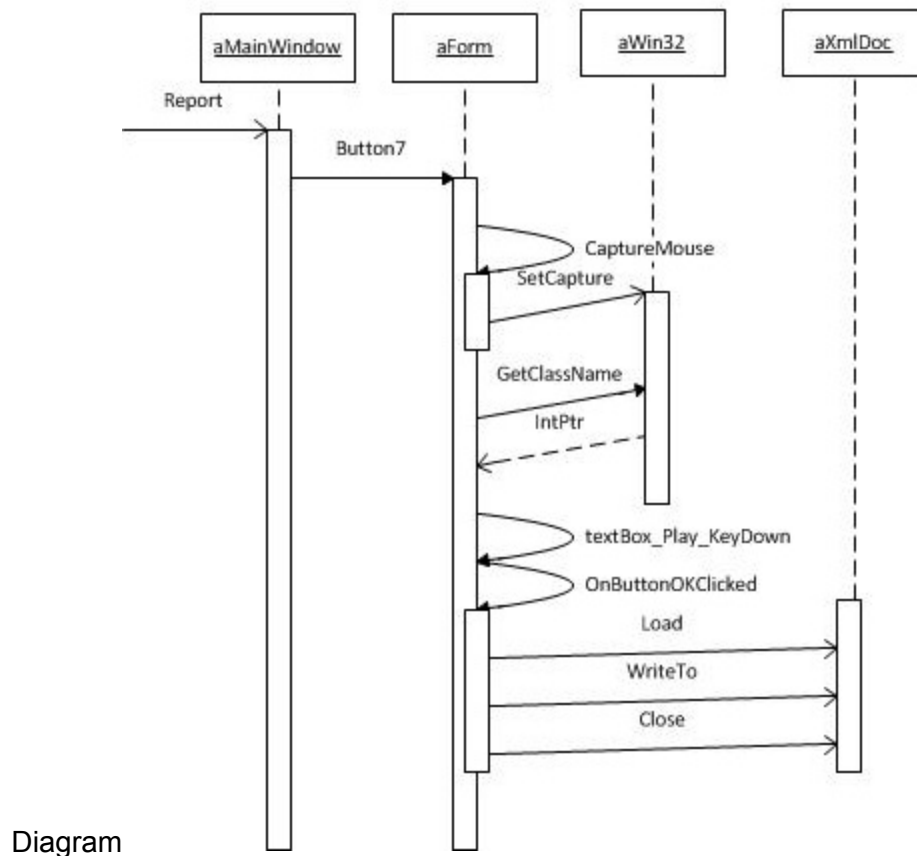 aMainWindow
aForm
aWin32
aXmlDoc
Report
Button7
CaptureMouse
SetCapture
GetClassName
IntPtr
textBox_Play_KeyDown
OnButtonOKClicked
Load
WriteTo
Close
Diagram